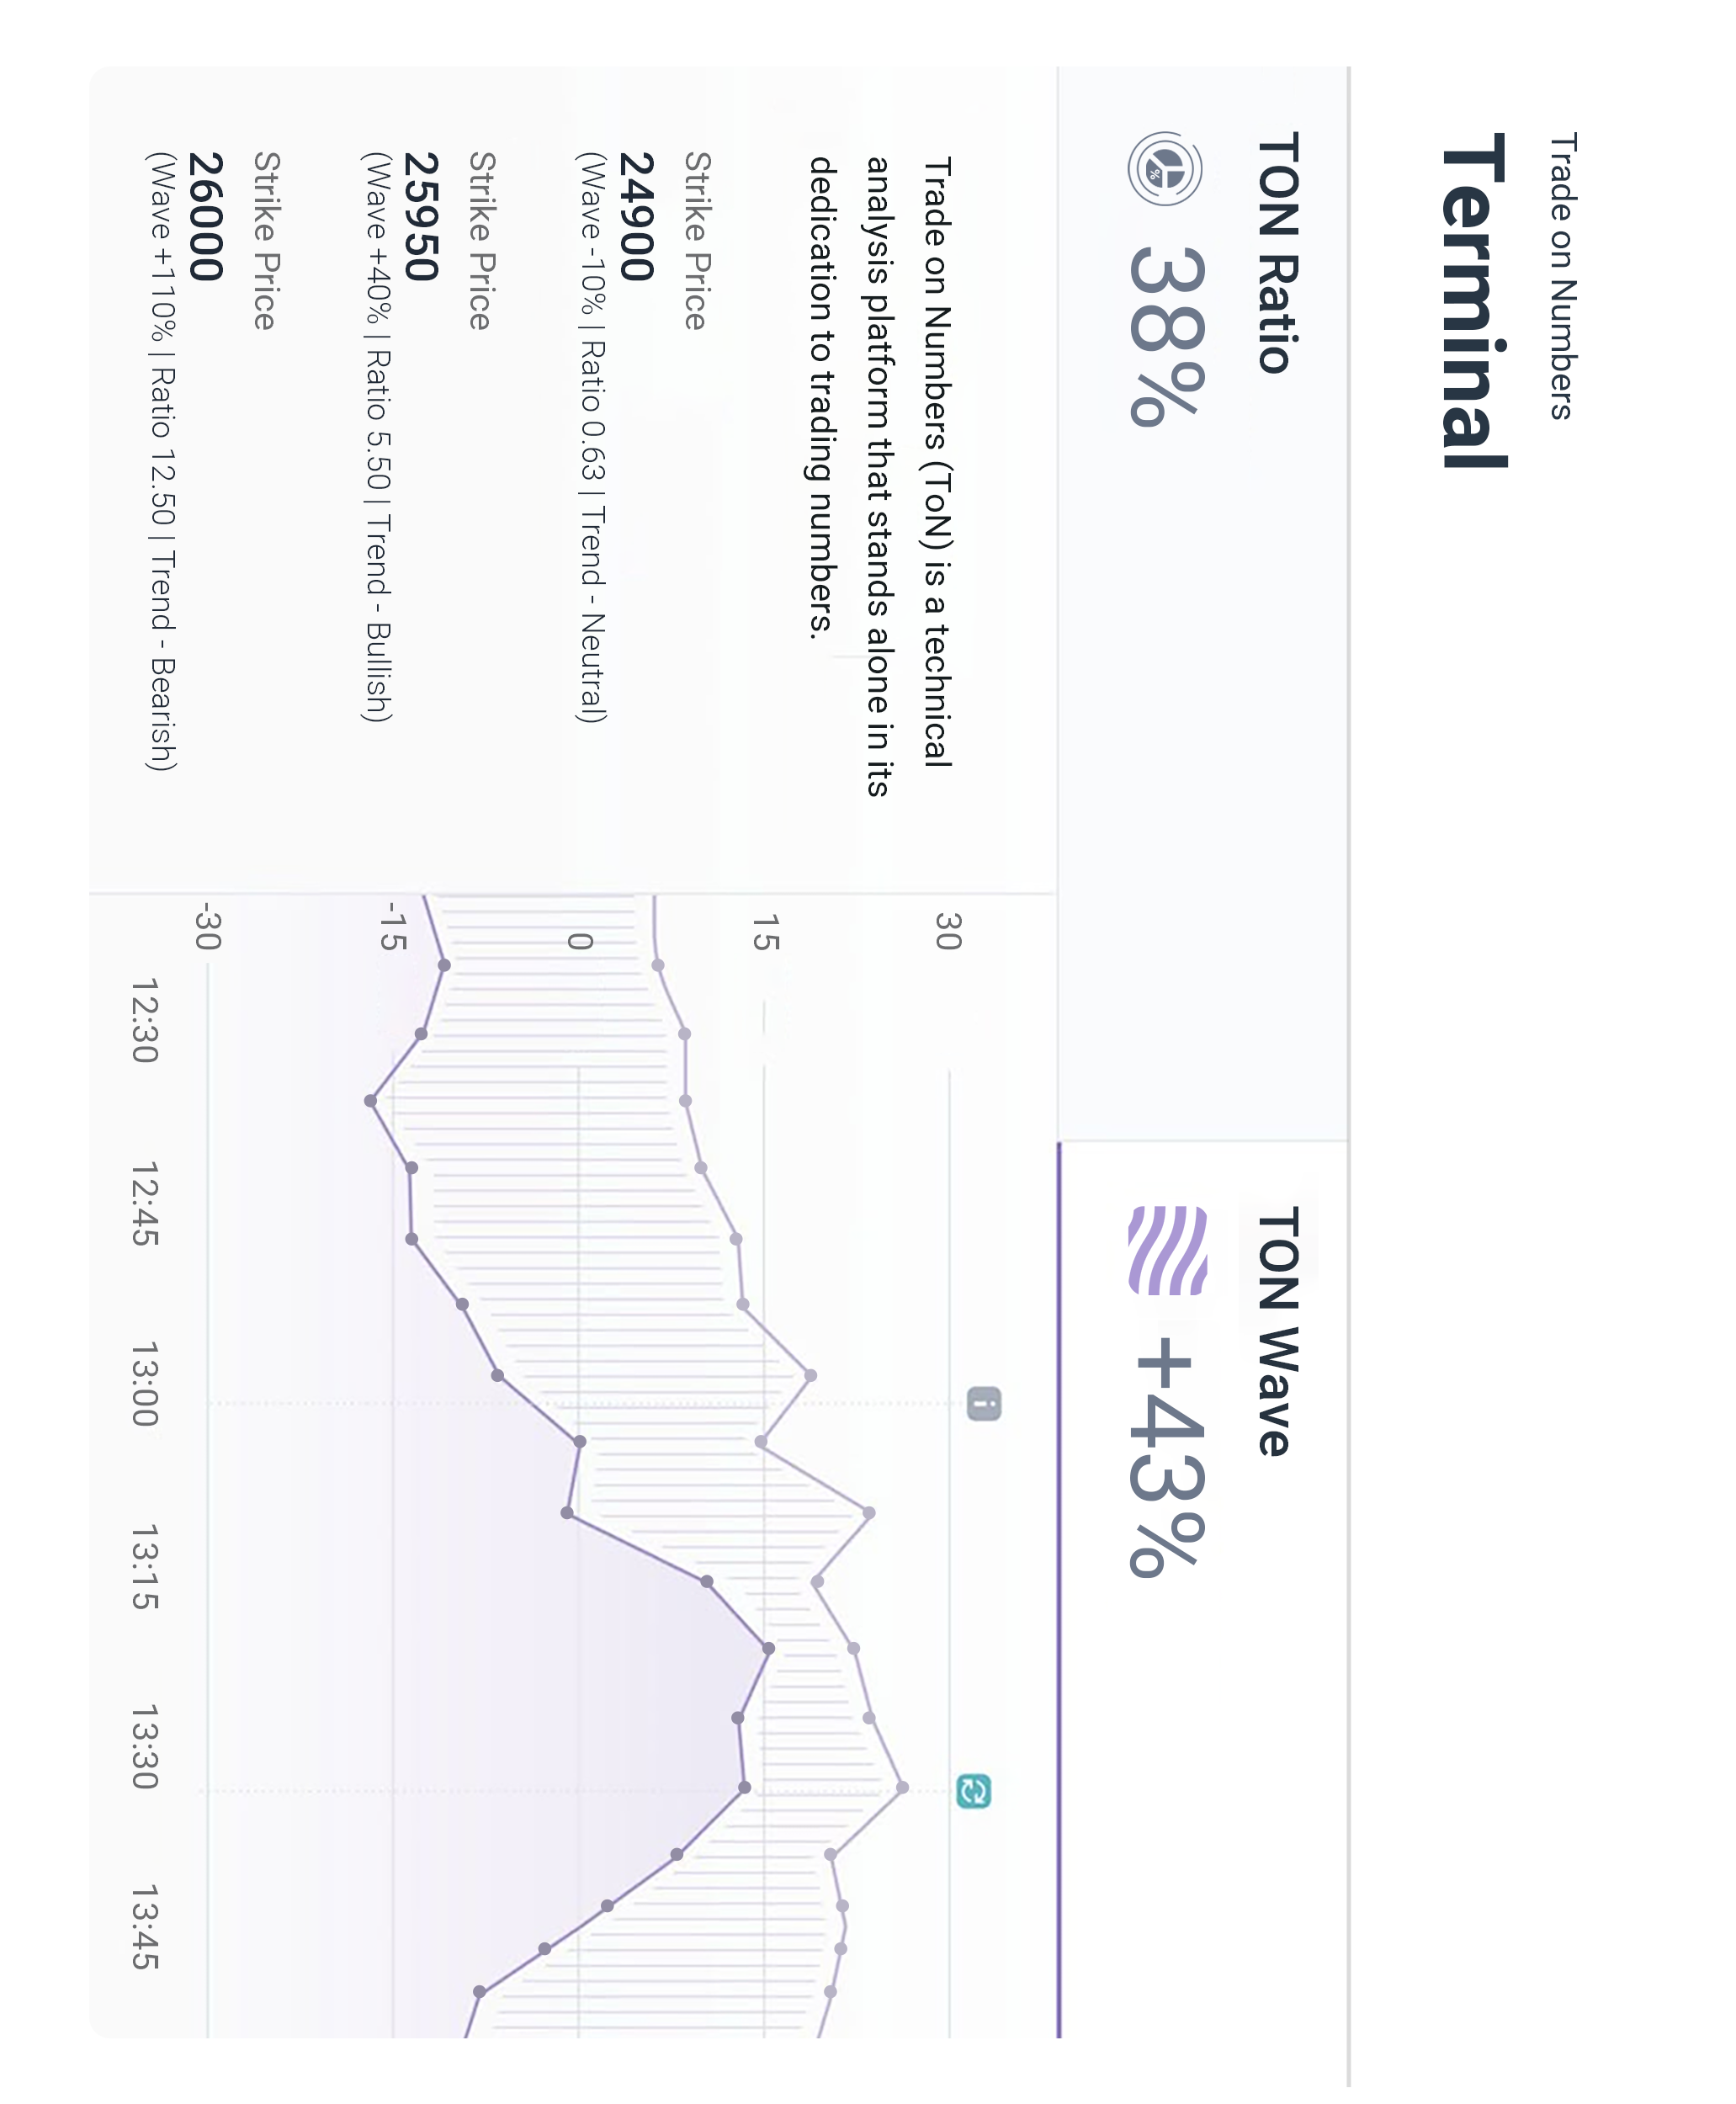 Trade on Numbers
Terminal
TON Ratio
38%
TON Wave
+43%
Trade on Numbers (ToN) is a technical
analysis platform that stands alone in its
dedication to trading numbers.
Strike Price
24900
(Wave -10% | Ratio 0.63 | Trend - Neutral)
Strike Price
25950
(Wave +40% | Ratio 5.50 | Trend - Bullish)
Strike Price
26000
(Wave +110% | Ratio 12.50 | Trend - Bearish)
30
15
0
-15
-30
12:30 12:45 13:00 13:15 13:30 13:45